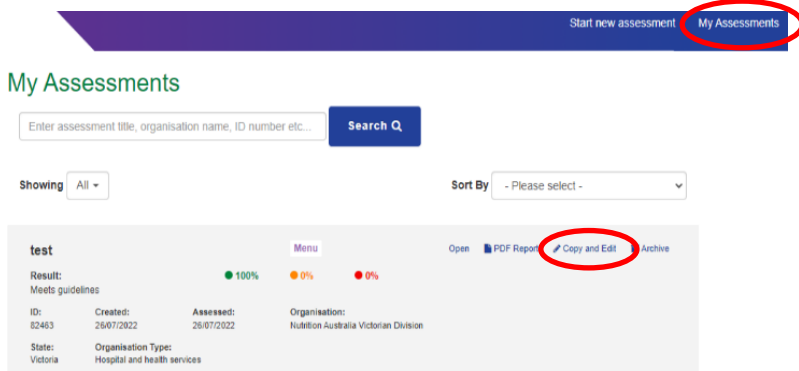 Start new assessment My Assessments
My Assessments
Enter assessment title, organisation name, ID number etc... Search
Showing All Sort By - Please select -
test Menu Open PDF Report Copy and Edit Archive
Result: 100% 0% 0%
Meets guidelines
ID: Created: Assessed: Organisation:
82463 26/07/2022 26/07/2022 Nutrition Australia Victorian Division
State: Organisation Type:
Victoria Hospital and health services